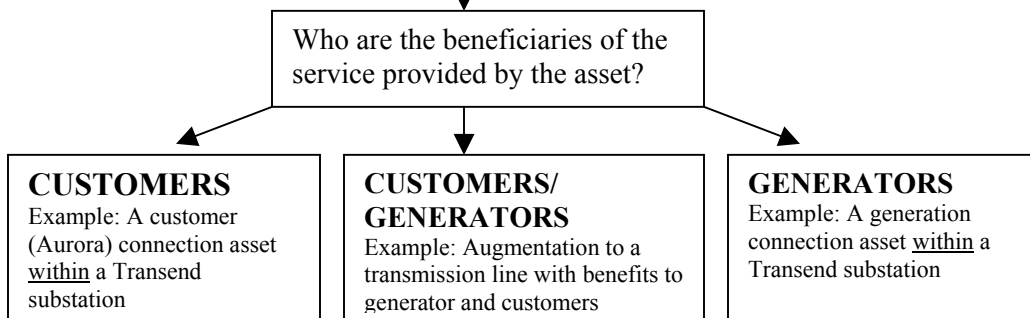 Who are the beneficiaries of the
service provided by the asset?
CUSTOMERS
Example: A customer
(Aurora) connection asset
within a Transend
substation
CUSTOMERS/
GENERATORS
Example: Augmentation to a
transmission line with benefits to
generator and customers
GENERATORS
Example: A generation
connection asset within a
Transend substation